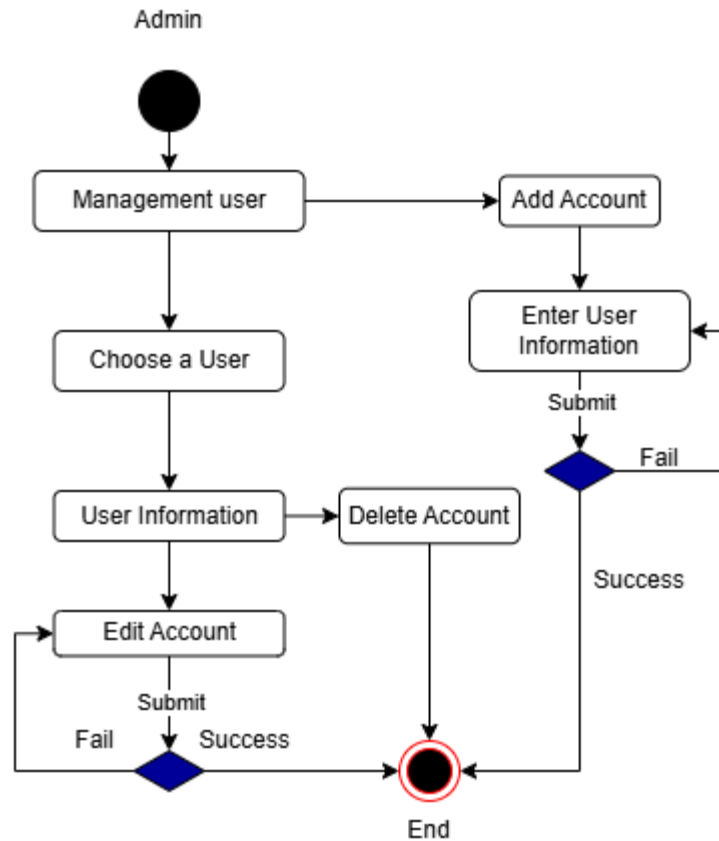 Admin
Management user
Add Account
Enter User
Information
Choose a User
Submit
Fail
User Information
Delete Account
Success
Edit Account
Submit
Fail
Success
End